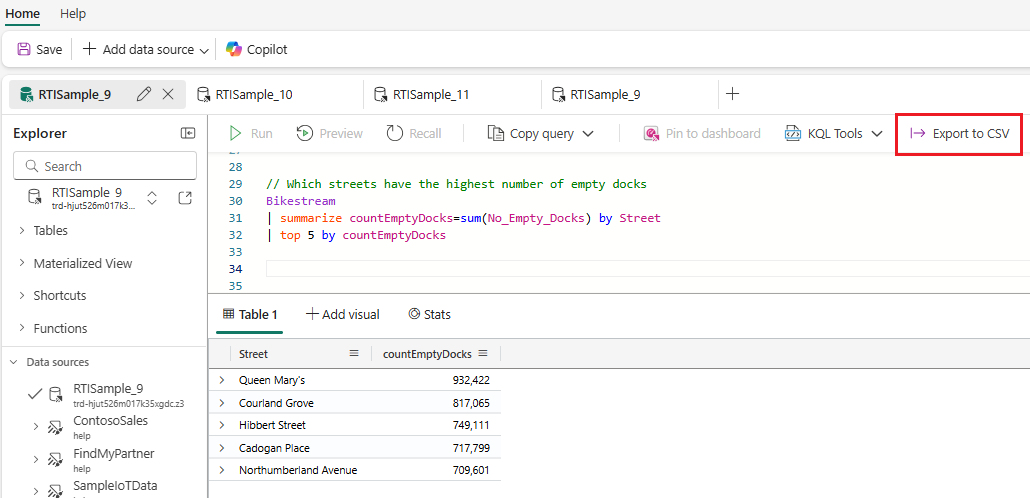 Home Help
Save Add data source Copilot
RTISample_9 RTISample_10 RTISample_11 RTISample_9
Explorer
Search
RTISample_9
trd-hjut526m017k3...
Tables
Materialized View
Shortcuts
Functions
Data sources
RTISample_9
trd-hjut526m017k35xgdc.z3
ContosoSales
help
FindMyPartner
help
SampleIoTData
Run Preview Recall Copy query Pin to dashboard KQL Tools Export to CSV
28
29 // Which streets have the highest number of empty docks
30 Bikestream
31 | summarize countEmptyDocks=sum(No_Empty_Docks) by Street
32 | top 5 by countEmptyDocks
33
34
35
Table 1 Add visual Stats
Street countEmptyDocks
Queen Mary's 932,422
Courland Grove 817,065
Hibbert Street 749,111
Cadogan Place 717,799
Northumberland Avenue 709,601